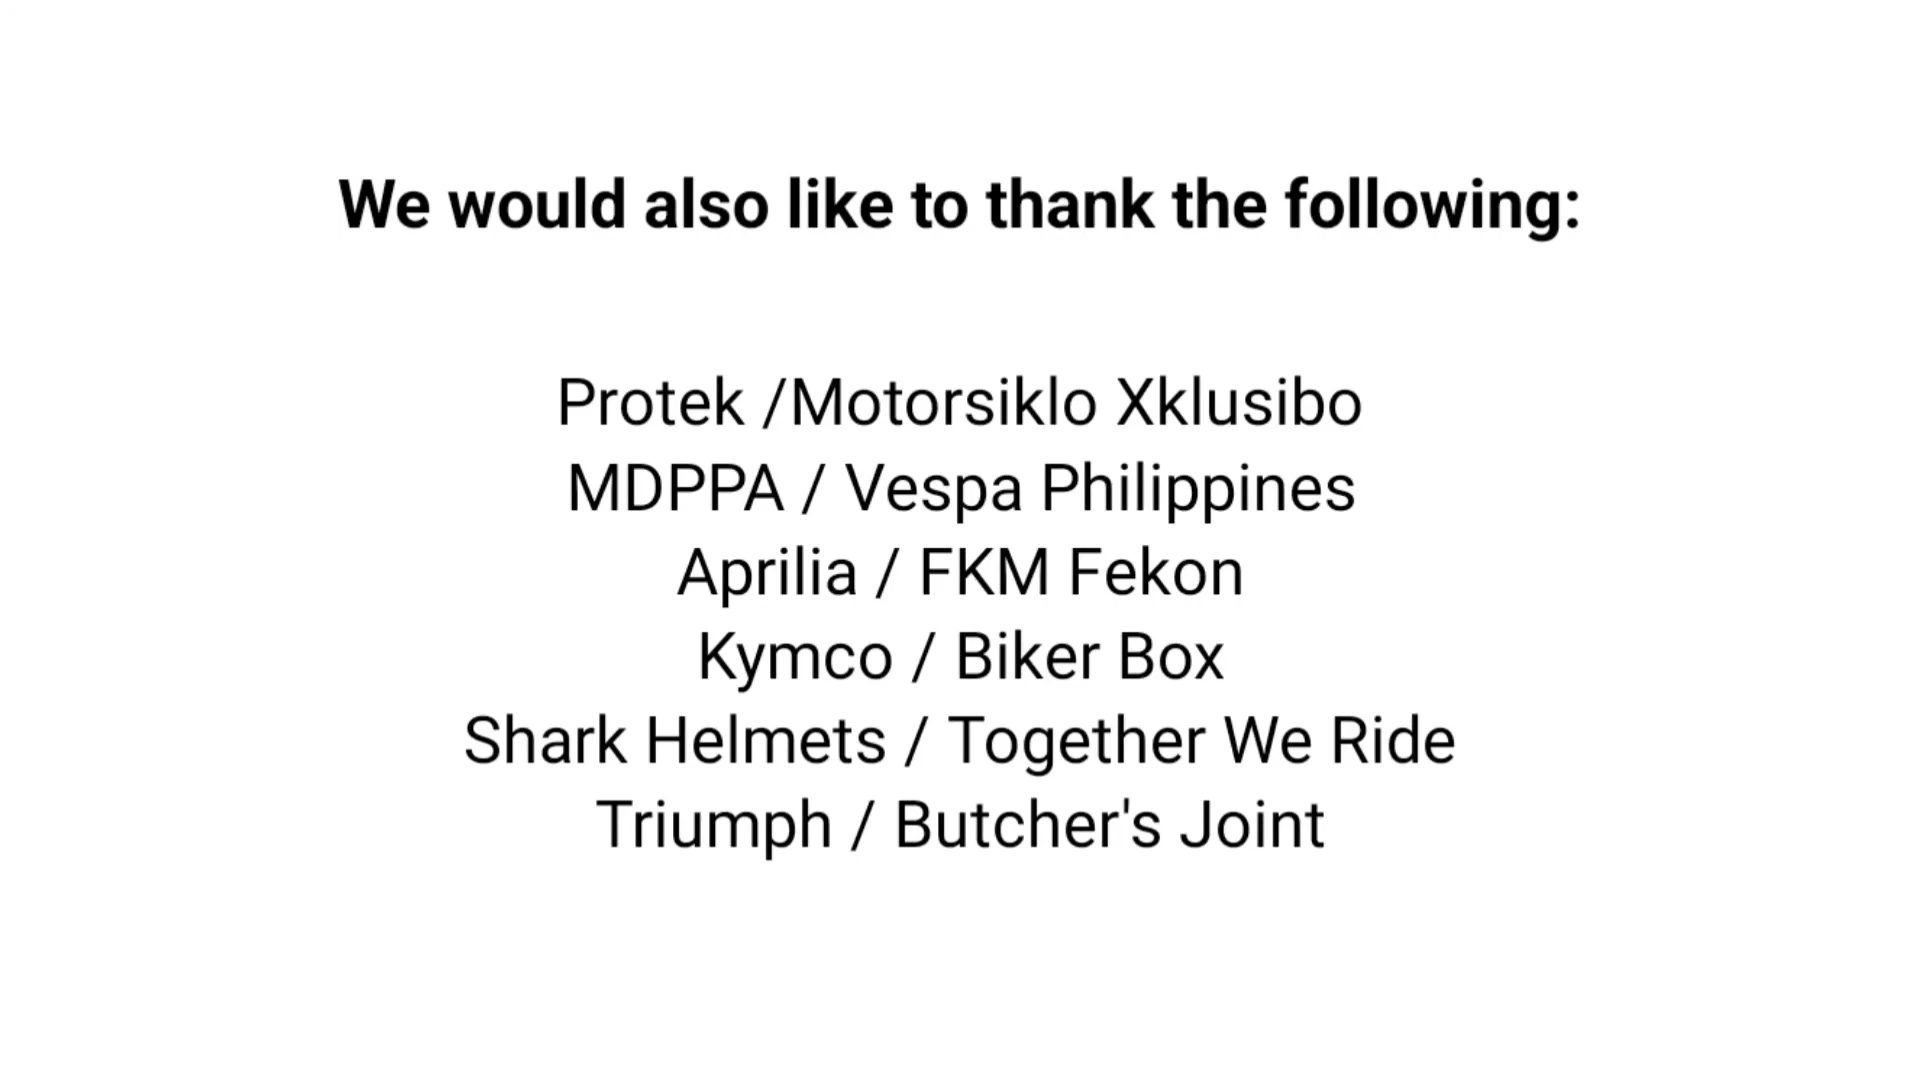 We would also like to thank the following:
Protek /Motorsiklo Xklusibo
MDPPA / Vespa Philippines
Aprilia / FKM Fekon
Kymco / Biker Box
Shark Helmets / Together We Ride
Triumph / Butcher's Joint